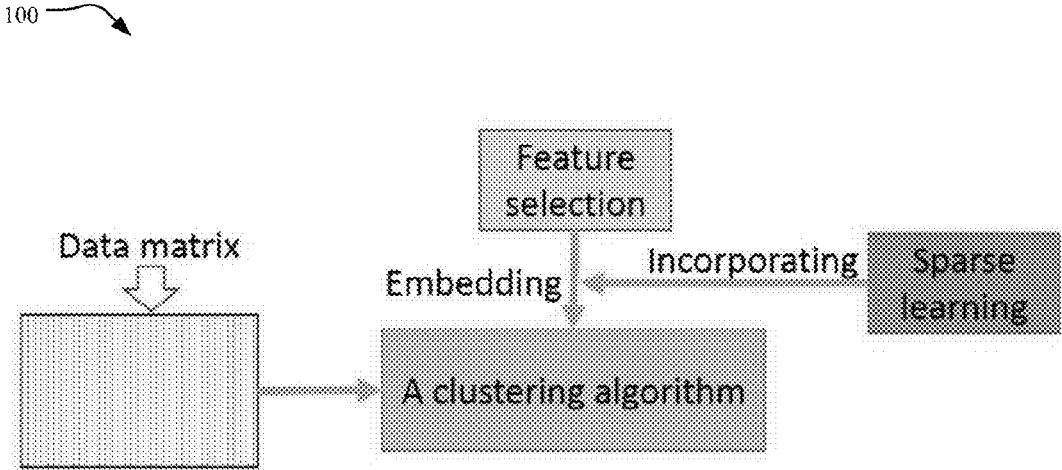 100
Feature
selection
Data matrix
Incorporating
Sparse
learning
Embedding
A clustering algorithm